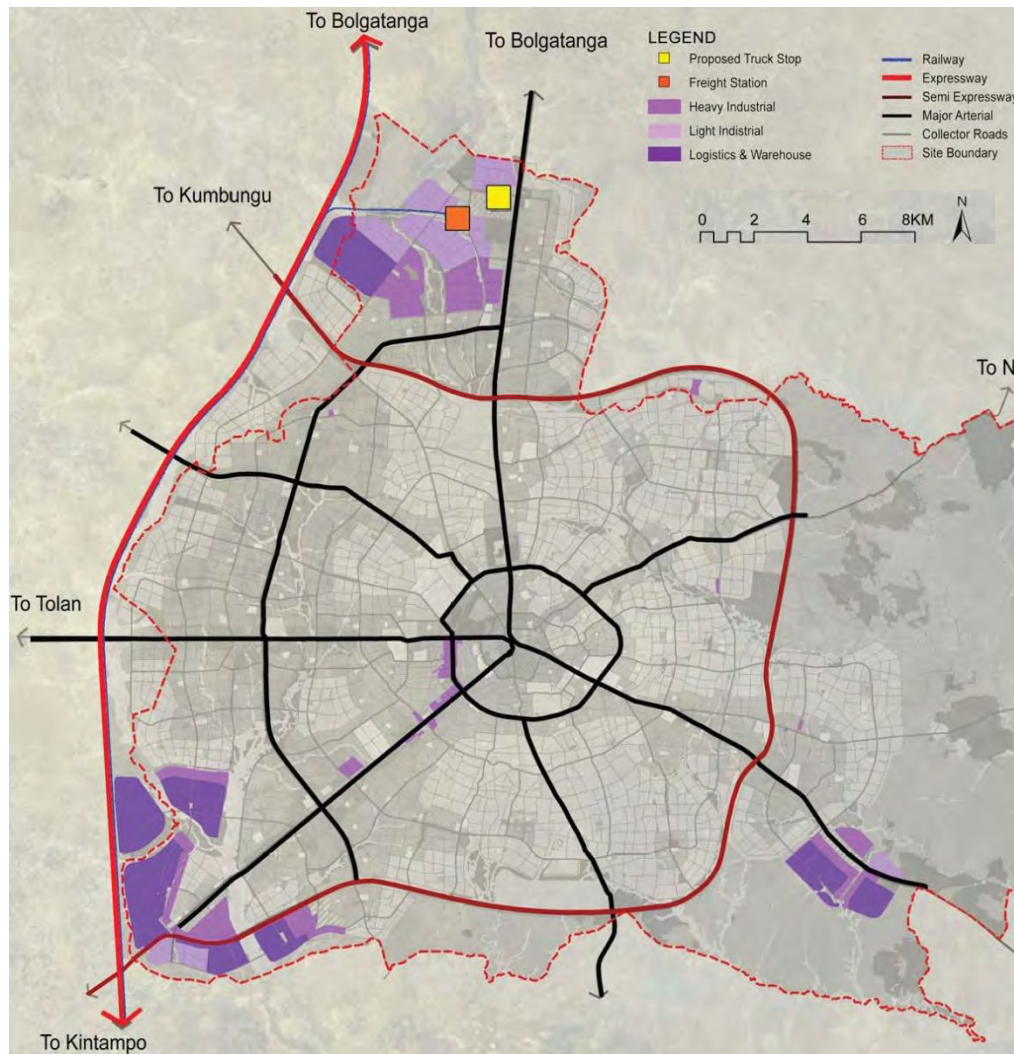 To Bolgatanga
To Bolgatanga
LEGEND
Proposed Truck Stop
Freight Station
Heavy Industrial
Light Indistrial
Logistics & Warehouse
Railway
Expressway
Semi Expressway
Major Arterial
Collector Roads
Site Boundary
To Kumbungu
0 2 4 6 8KM
N
To N
To Tolan
To Kintampo